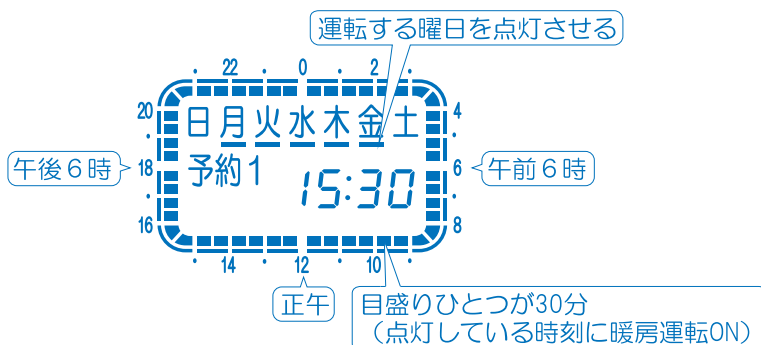 運転する曜日を点灯させる
22 0 2
20 日月火水木金土 4
午後6時 18 予約1 6 午前6時
15:30
16 8
14 12 10
正午
目盛りひとつが30分
(点灯している時刻に暖房運転ON)